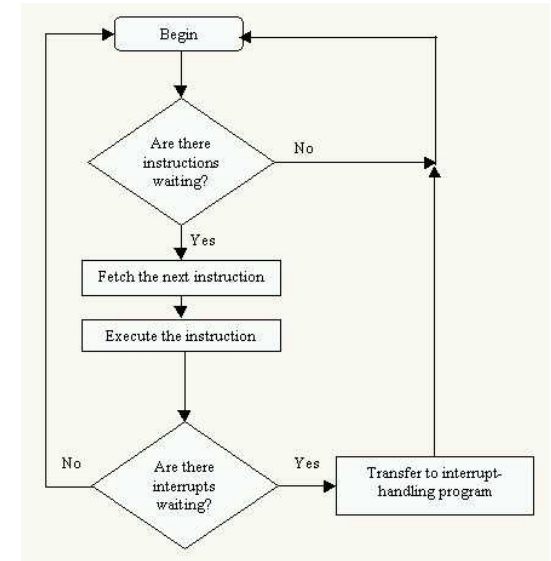 Begin
Are there
instructions
waiting?
No
Yes
Fetch the next instruction
Execute the instruction
No
Are there
interrupts
waiting?
Yes
Transfer to interrupt-
handling program